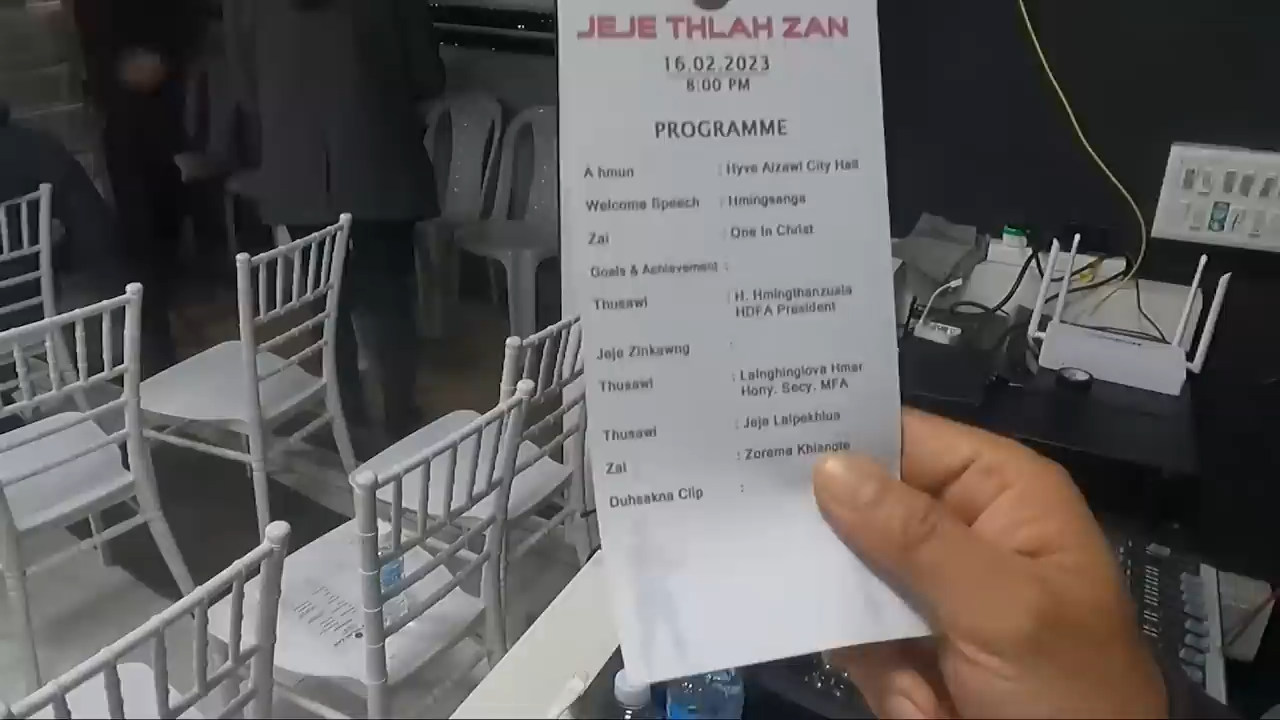 JEJE THLAH ZAN
16.02.2023
8:00 PM
PROGRAMME
A hmun : Hyve Aizawl City Hall
Welcome Speech : Hmingsanga
Zai : One In Christ
Goals & Achievement :
Thusawi : H. Hmingthanzuala
HDFA President
Jeje Zinkawng :
Thusawi : Lalnghinglova Hmar
Hony. Secy. MFA
Thusawi : Jeje Lalpekhlua
Zai : Zorema Khiangte
Duhsakna Clip :